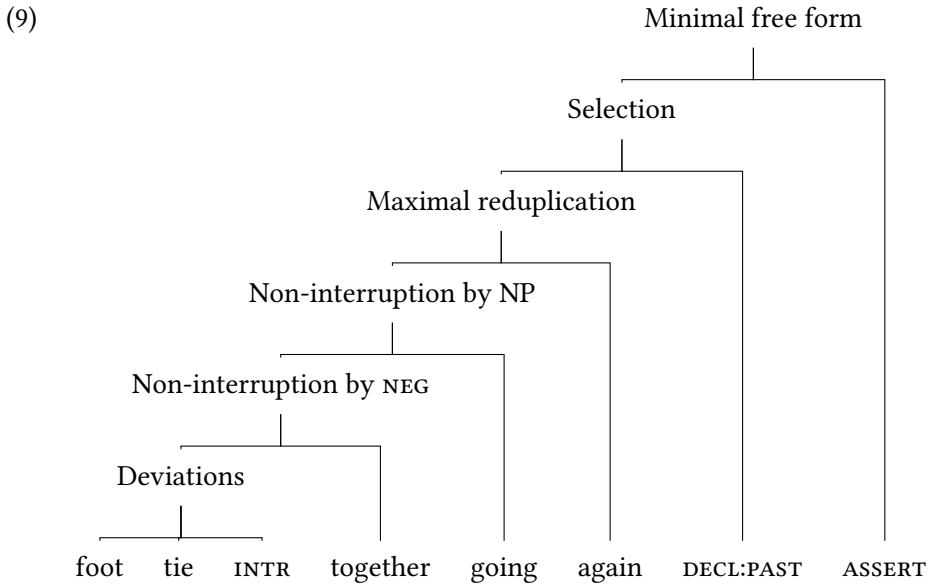 (9)
Minimal free form
Selection
Maximal reduplication
Non-interruption by NP
Non-interruption by NEG
Deviations
foot tie INTR together going again DECL:PAST ASSERT